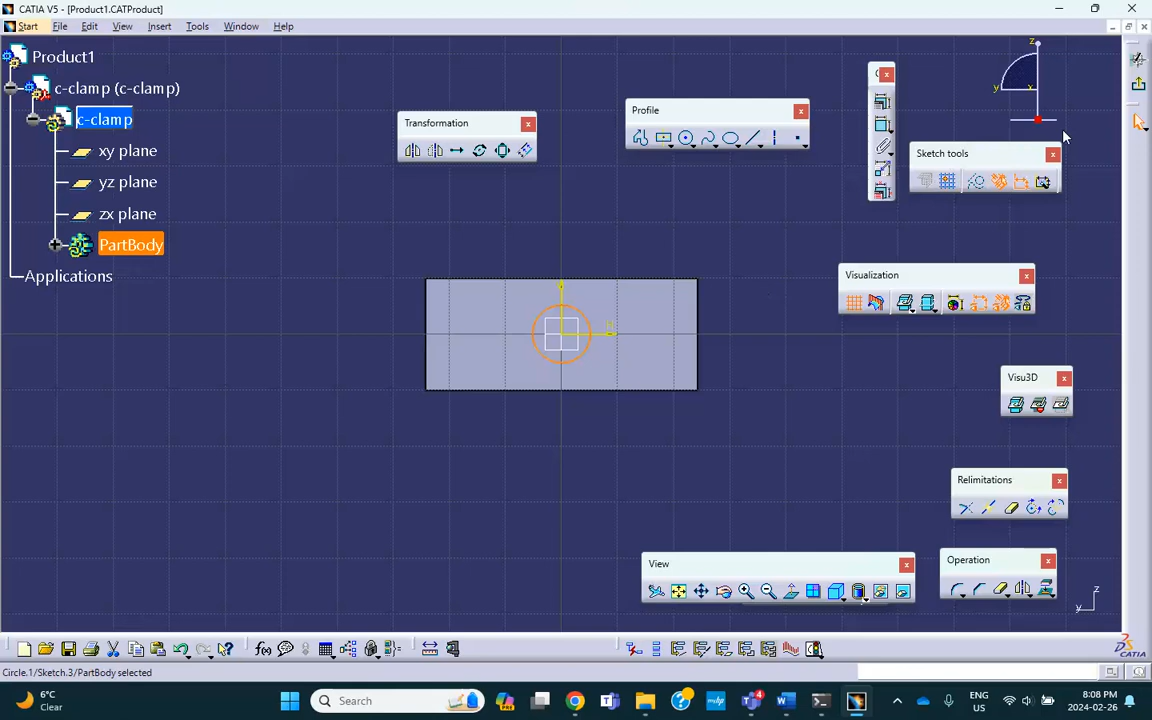 CATIA V5 - [Product1.CATProduct]
Start File Edit View Insert Tools Window Help
Product1
c-clamp (c-clamp)
c-clamp
xy plane
yz plane
zx plane
PartBody
Applications
Transformation
Profile
Sketch tools
Visualization
Visu3D
Relimitations
View
Operation
H
z
y
x
z
y
CATIA
Circle.1/Sketch.3/PartBody selected
6°C
Clear
Search
4
ENG
US
8:08 PM
2024-02-26